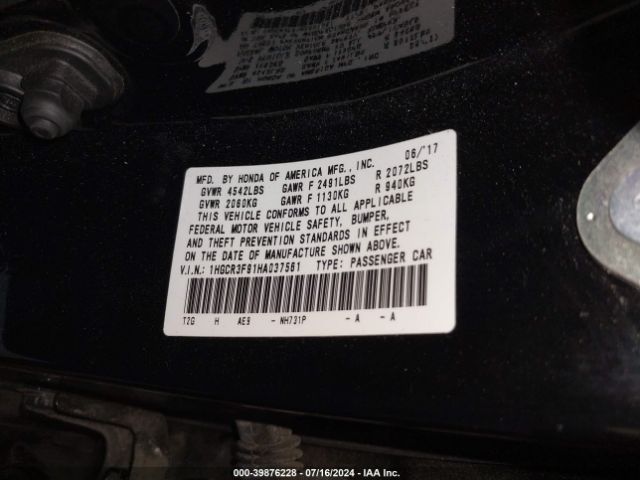 MFD. BY HONDA OF AMERICA MFG., INC. 06/'17
GVWR 4542LBS GAWR F 2491LBS R 2072LBS
GVWR 2060KG GAWR F 1130KG R 940KG
THIS VEHICLE CONFORMS TO ALL APPLICABLE
FEDERAL MOTOR VEHICLE SAFETY, BUMPER,
AND THEFT PREVENTION STANDARDS IN EFFECT
ON THE DATE OF MANUFACTURE SHOWN ABOVE.
V.I.N.: 1HGCR3F91HA037561 TYPE: PASSENGER CAR
T2G H AE9 - NH731P - A - A
000-39876228 - 07/16/2024 - IAA Inc.